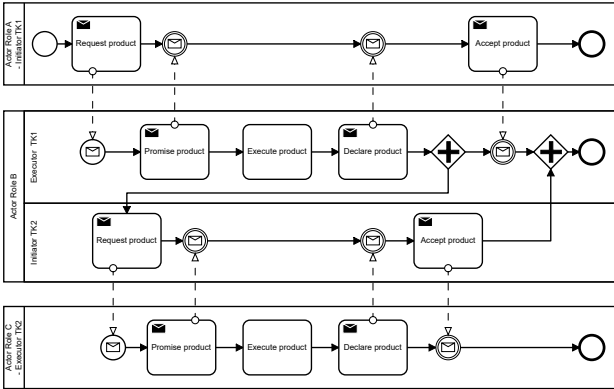 Actor Role A
- Initiator TK1
Request product
Accept product
Actor Role B
Executor TK1
Promise product
Execute product
Declare product
Initiator TK2
Request product
Accept product
Actor Role C
- Executor TK2
Promise product
Execute product
Declare product